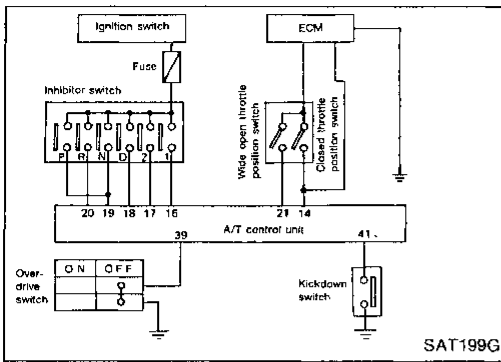 Ignition switch
ECM
Fuse
Inhibitor switch
Wide open throttle
position switch
Closed throttle
position switch
P R N D 2 1
20 19 18 17 16
21 14
A/T control unit
39
41
Over-
drive
switch
ON OFF
Kickdown
switch
SAT199G